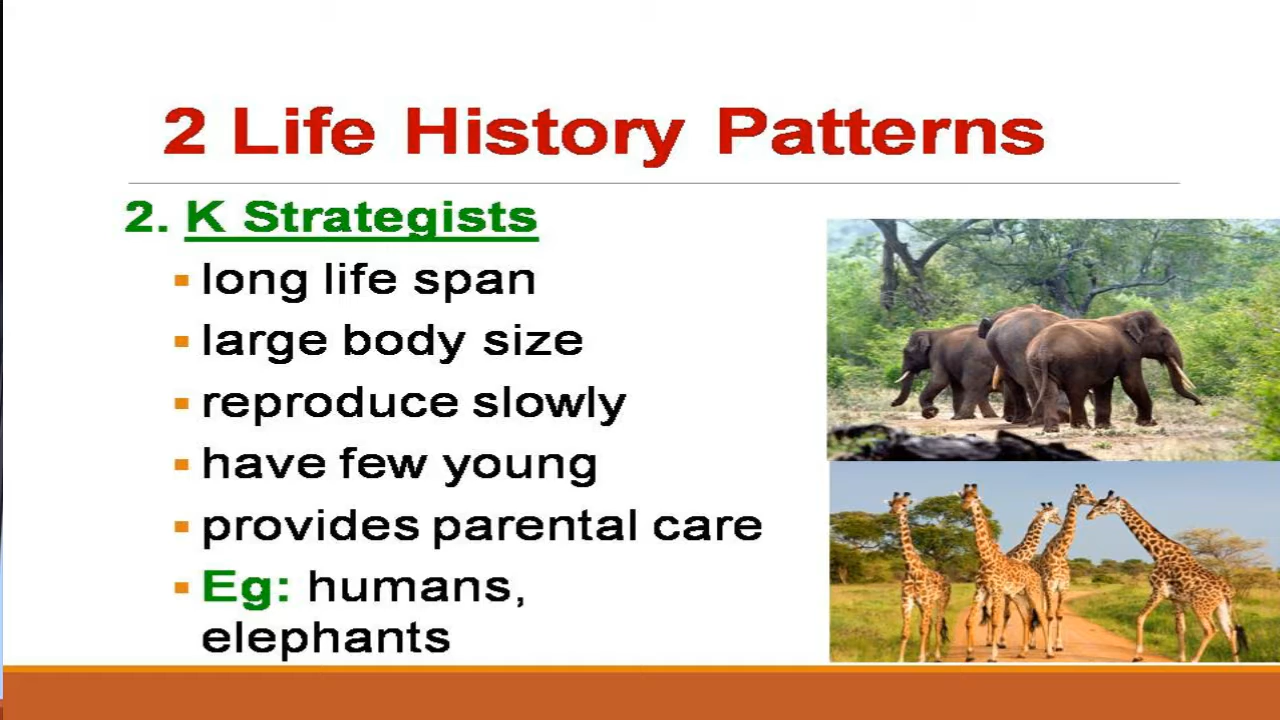 2 Life History Patterns
2. K Strategists
long life span
large body size
reproduce slowly
have few young
provides parental care
Eg: humans,
elephants